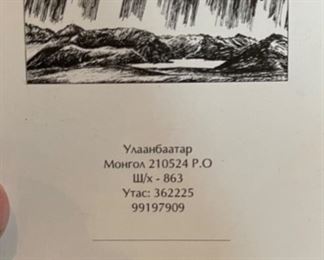 Улаанбаатар
Монгол 210524 Р.О
Ш/х - 863
Утас: 362225
99197909